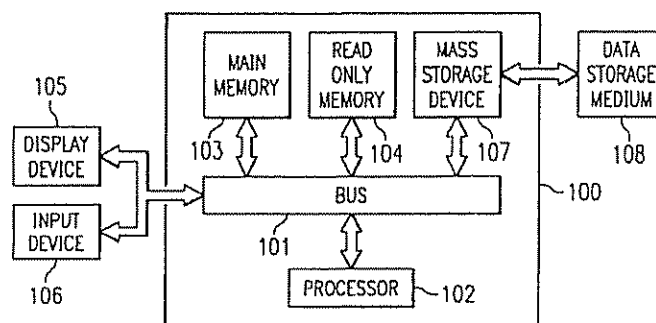 MAIN
MEMORY
103
READ
ONLY
MEMORY
104
MASS
STORAGE
DEVICE
107
DATA
STORAGE
MEDIUM
108
105
DISPLAY
DEVICE
INPUT
DEVICE
106
BUS
101
100
PROCESSOR
102